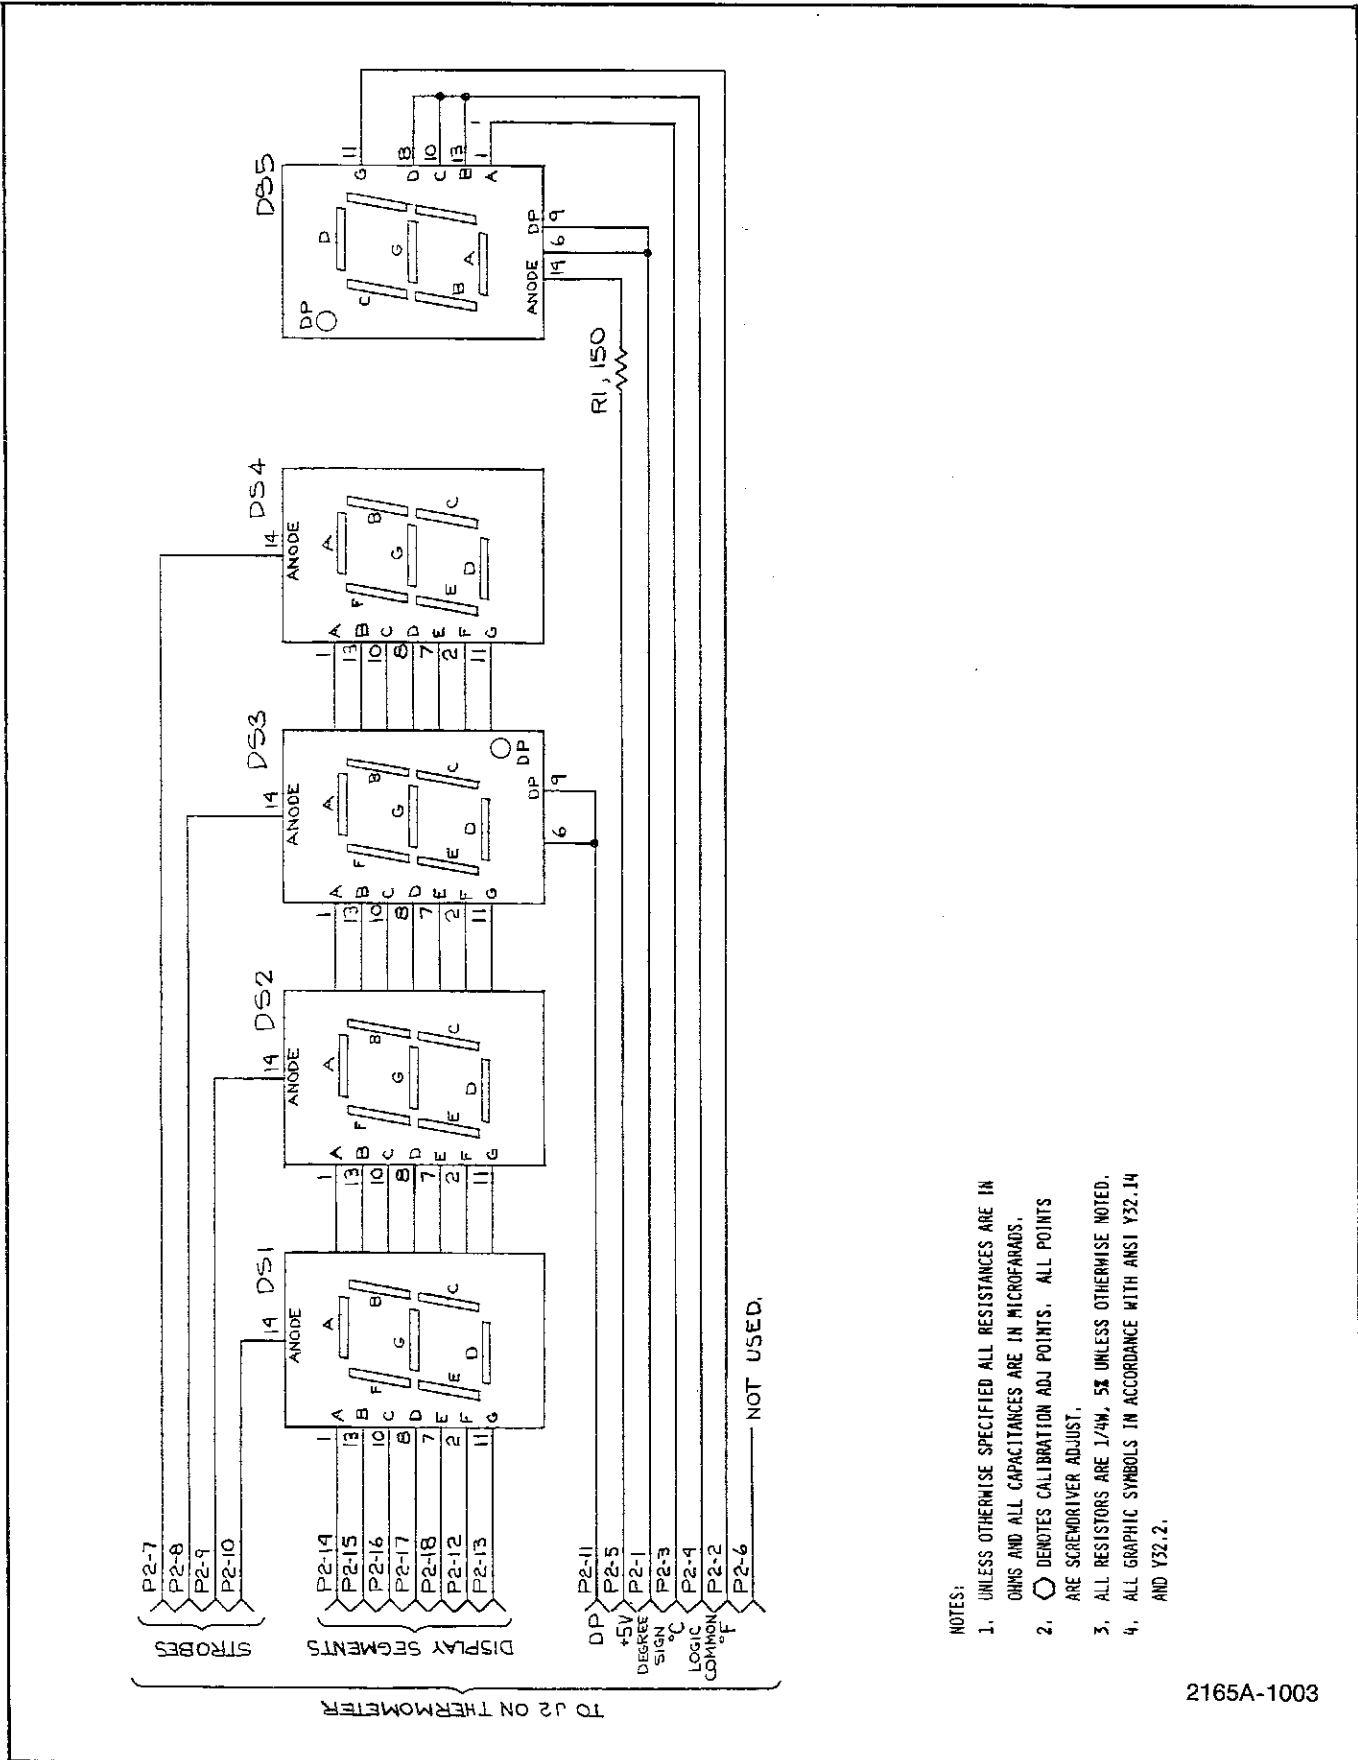 TO J2 ON THERMOMETER
STROBES
P2-7
P2-8
P2-9
P2-10
DISPLAY SEGMENTS
P2-14
P2-15
P2-16
P2-17
P2-18
P2-12
P2-13
DP P2-11
+5V P2-5
DEGREE SIGN P2-1
°C P2-3
LOGIC COMMON P2-4
°F P2-2
P2-6 NOT USED.
DS1
14
ANODE
1 A
13 B
10 C
8 D
7 E
2 F
11 G
A
F B
G
E C
D
DS2
14
ANODE
1 A
13 B
10 C
8 D
7 E
2 F
11 G
A
F B
G
E C
D
DS3
14
ANODE
1 A
13 B
10 C
8 D
7 E
2 F
11 G
A
F B
G
E C
D
DP
DP
6 9
DS4
14
ANODE
1 A
13 B
10 C
8 D
7 E
2 F
11 G
A
F B
G
E C
D
R1, 150
DS5
DP
D
C
G
B
A
G 11
D 8
C 10
B 13
A 1
1
ANODE DP
14 6 9
NOTES:
1. UNLESS OTHERWISE SPECIFIED ALL RESISTANCES ARE IN
OHMS AND ALL CAPACITANCES ARE IN MICROFARADS.
2. DENOTES CALIBRATION ADJ POINTS. ALL POINTS
ARE SCREWDRIVER ADJUST.
3. ALL RESISTORS ARE 1/4W, 5% UNLESS OTHERWISE NOTED.
4. ALL GRAPHIC SYMBOLS IN ACCORDANCE WITH ANSI Y32.14
AND Y32.2.
2165A-1003